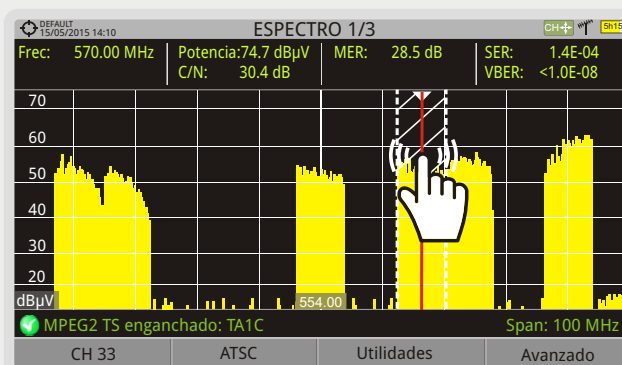 DEFAULT
15/05/2015 14:10
ESPECTRO 1/3
CH
5h15
Frec: 570.00 MHz
Potencia:74.7 dBµV
MER: 28.5 dB
SER: 1.4E-04
C/N: 30.4 dB
VBER: <1.0E-08
70
60
50
40
30
20
dBµV
554.00
MPEG2 TS enganchado: TA1C
Span: 100 MHz
CH 33
ATSC
Utilidades
Avanzado